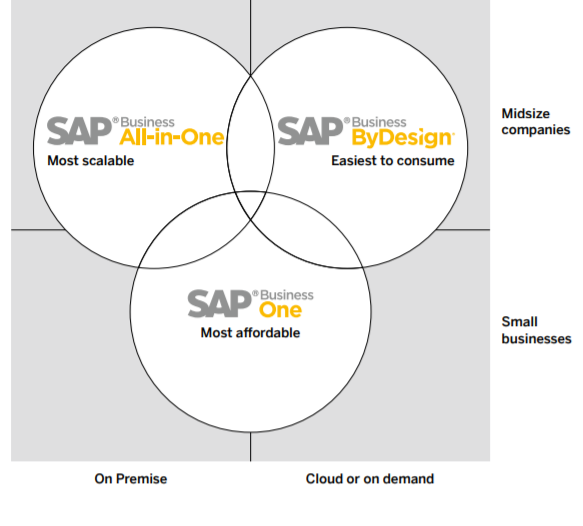 SAP® Business All-in-One
Most scalable
SAP® Business ByDesign™
Easiest to consume
Midsize
companies
SAP® Business One
Most affordable
Small
businesses
On Premise
Cloud or on demand